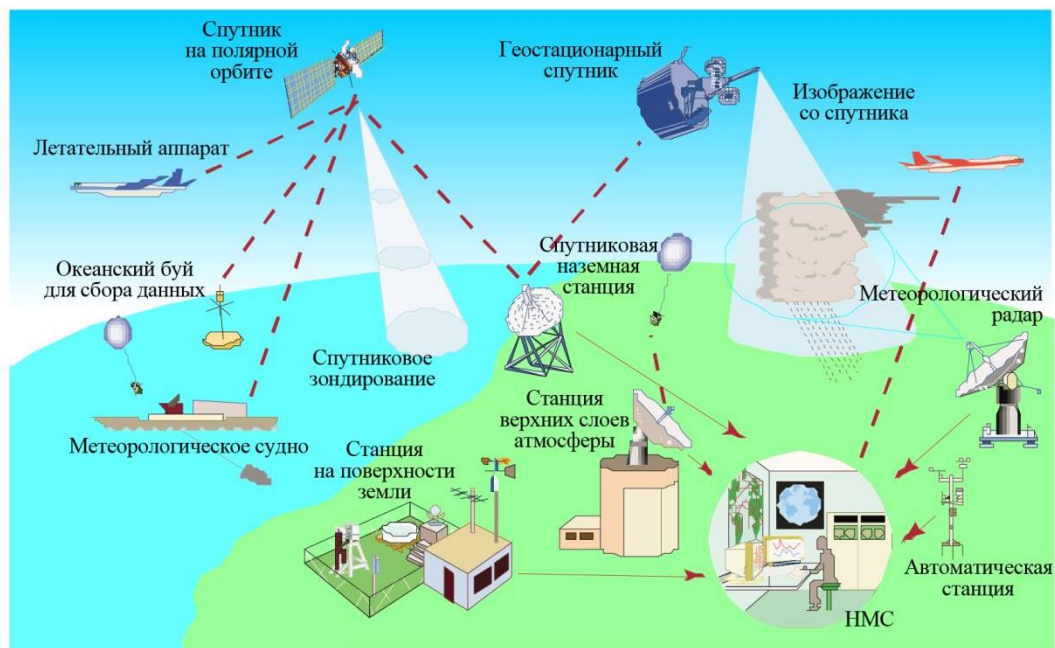 Спутник
на полярной
орбите
Геостационарный
спутник
Изображение
со спутника
Летательный аппарат
Океанский буй
для сбора данных
Спутниковая
наземная
станция
Метеорологический
радар
Спутниковое
зондирование
Метеорологическое судно
Станция
верхних слоев
атмосферы
Станция
на поверхности
земли
Автоматическая
станция
НМС